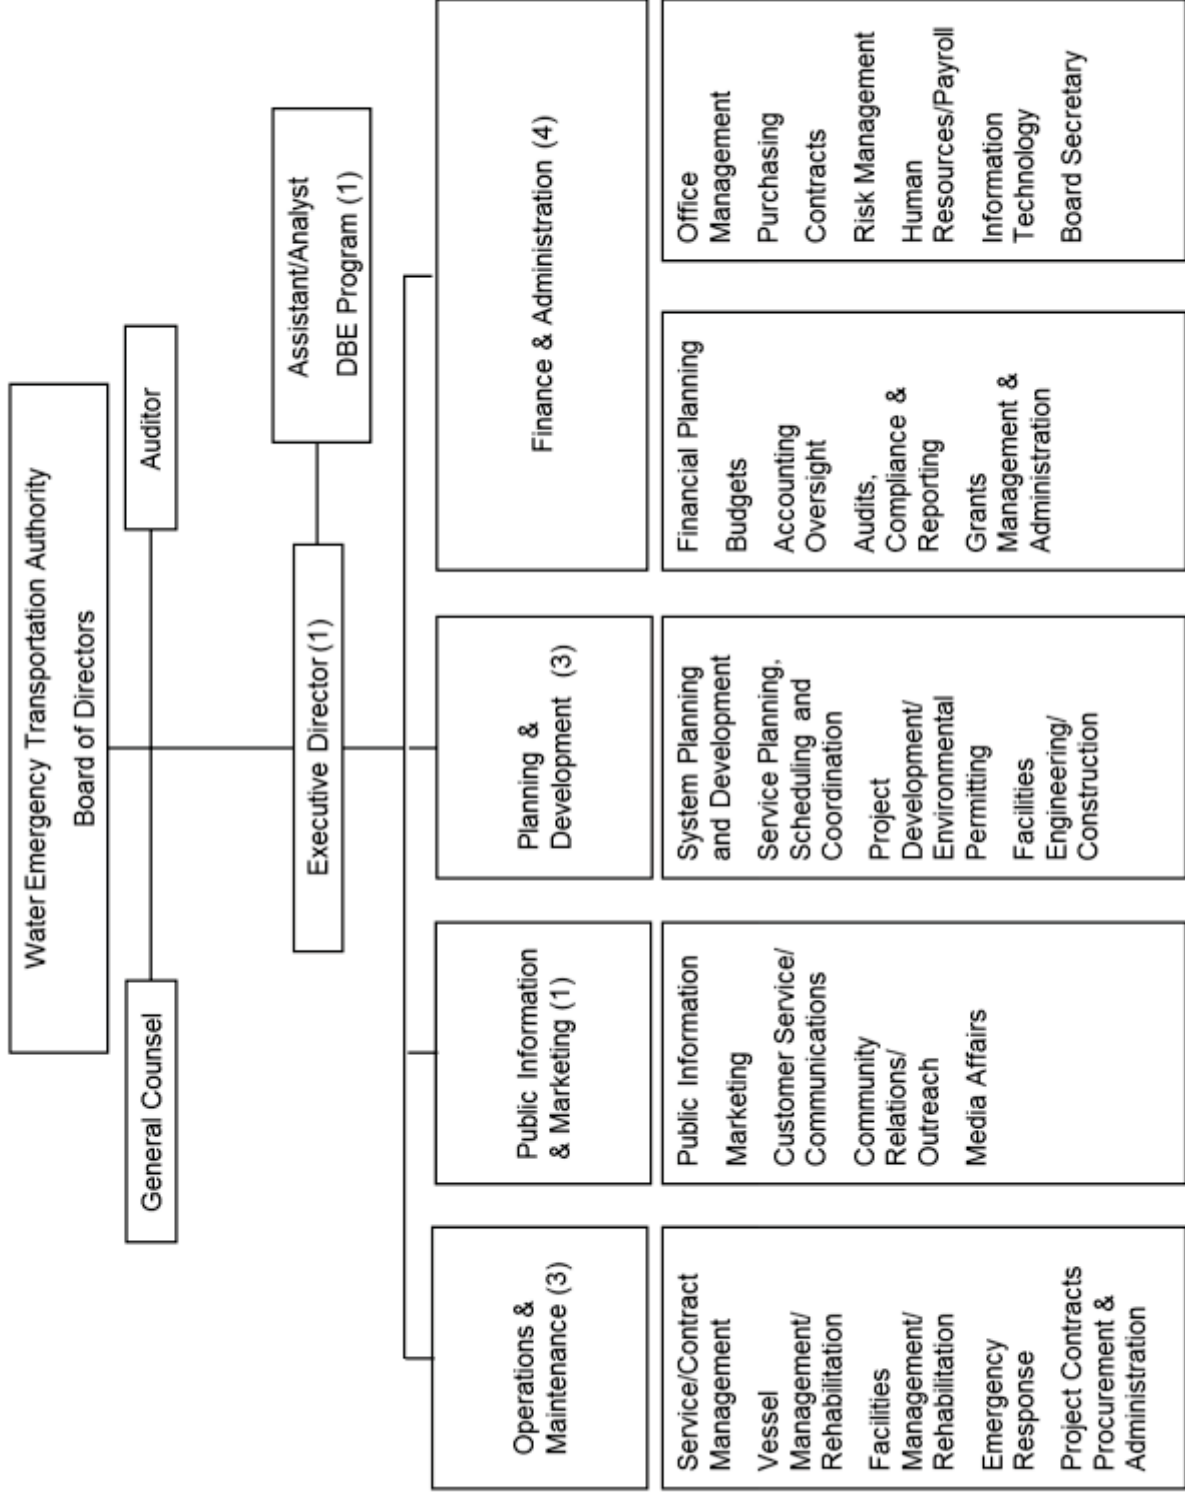 Water Emergency Transportation Authority
Board of Directors
General Counsel
Auditor
Executive Director (1)
Assistant/Analyst
DBE Program (1)
Operations &
Maintenance (3)
Public Information
& Marketing (1)
Planning &
Development (3)
Finance & Administration (4)
Service/Contract
Management
Vessel
Management/
Rehabilitation
Facilities
Management/
Rehabilitation
Emergency
Response
Project Contracts
Procurement &
Administration
Public Information
Marketing
Customer Service/
Communications
Community
Relations/
Outreach
Media Affairs
System Planning
and Development
Service Planning,
Scheduling and
Coordination
Project
Development/
Environmental
Permitting
Facilities
Engineering/
Construction
Financial Planning
Budgets
Accounting
Oversight
Audits,
Compliance &
Reporting
Grants
Management &
Administration
Office
Management
Purchasing
Contracts
Risk Management
Human
Resources/Payroll
Information
Technology
Board Secretary